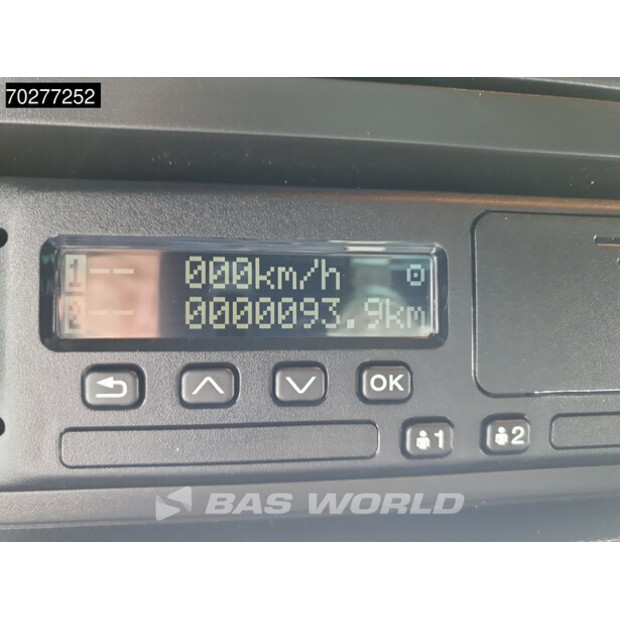 70277252
1-- 000km/h
2-- 0000093.9km
OK
1 2
BAS WORLD